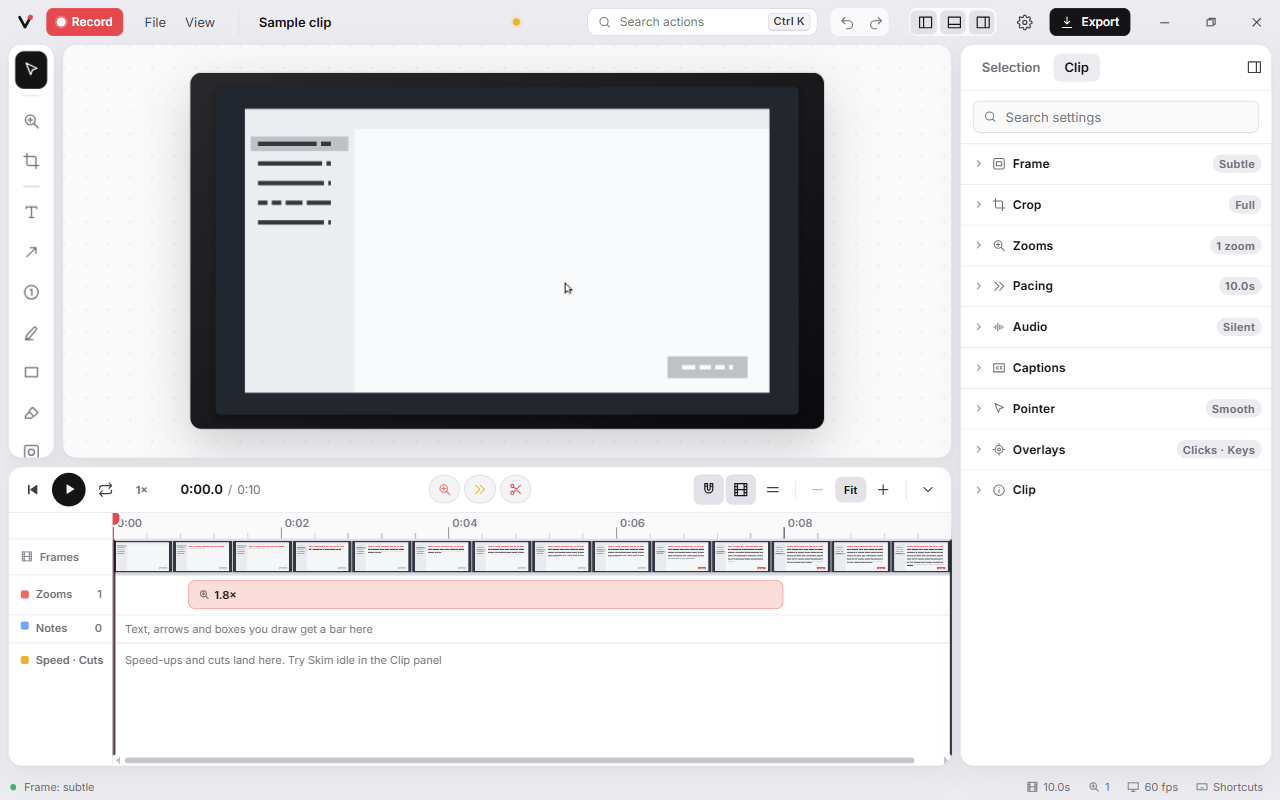 Record
File
View
Sample clip
Search actions
Ctrl K
Export
Selection
Clip
Search settings
Frame
Subtle
Crop
Full
Zooms
1 zoom
Pacing
10.0s
Audio
Silent
Captions
Pointer
Smooth
Overlays
Clicks · Keys
Clip
1×
0:00.0 / 0:10
Fit
0:00
0:02
0:04
0:06
0:08
Frames
Zooms 1
1.8×
Notes 0
Text, arrows and boxes you draw get a bar here
Speed · Cuts
Speed-ups and cuts land here. Try Skim idle in the Clip panel
Frame: subtle
10.0s
1
60 fps
Shortcuts